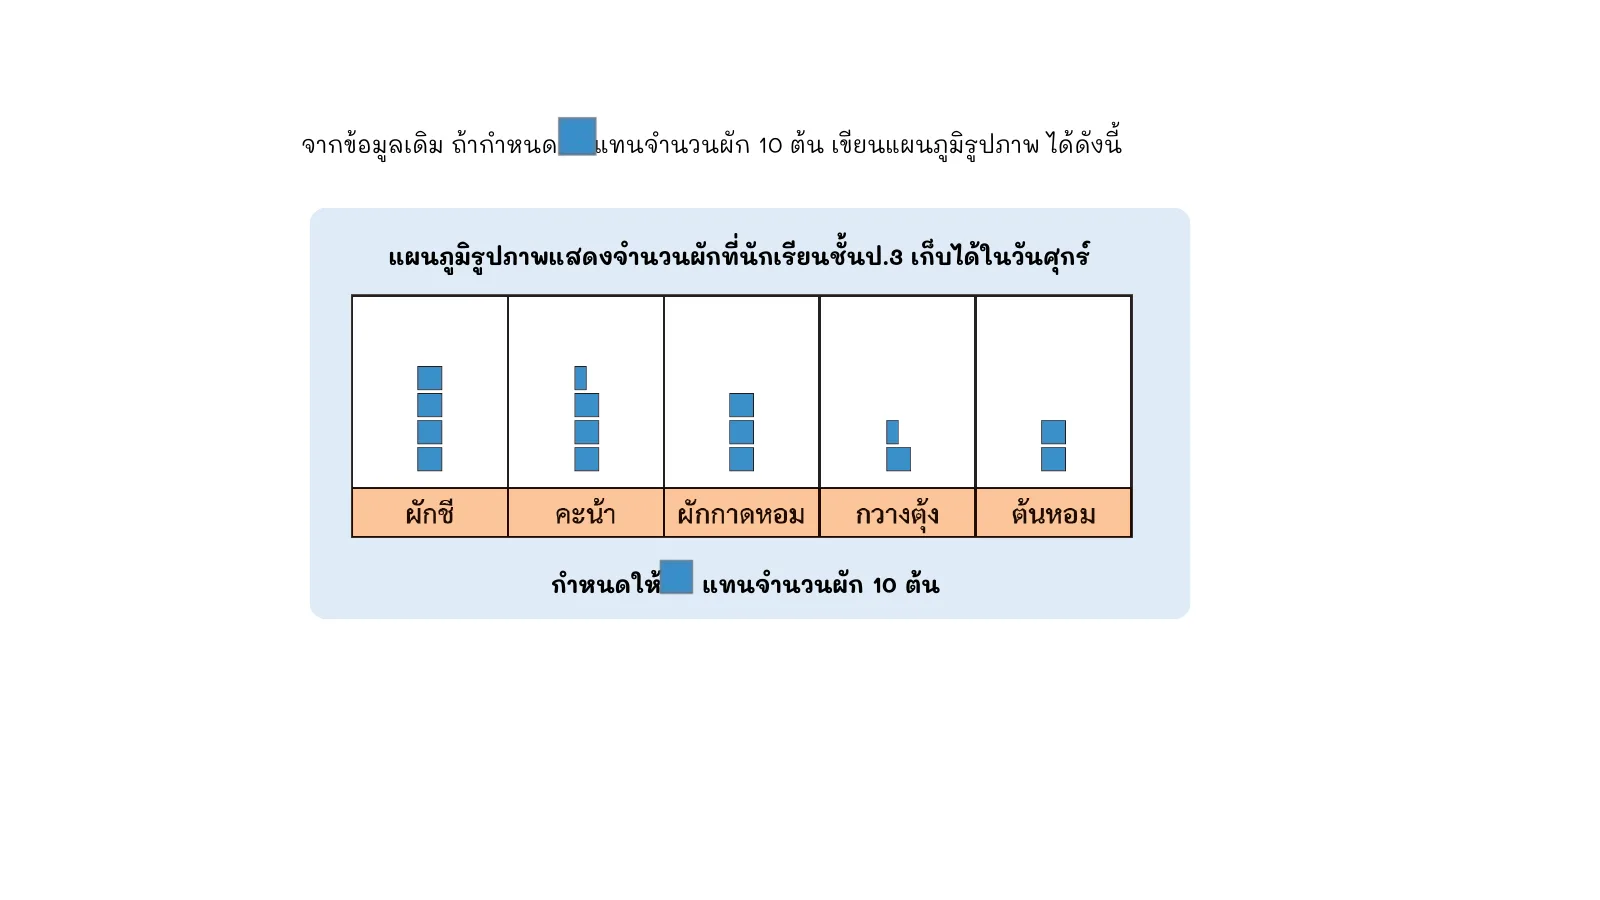 จากข้อมูลเดิม ถ้ากำหนด แทนจำนวนผัก 10 ต้น เขียนแผนภูมิรูปภาพ ได้ดังนี้
แผนภูมิรูปภาพแสดงจำนวนผักที่นักเรียนชั้นป.3 เก็บได้ในวันศุกร์
ผักชี คะน้า ผักกาดหอม กวางตุ้ง ต้นหอม
กำหนดให้ แทนจำนวนผัก 10 ต้น